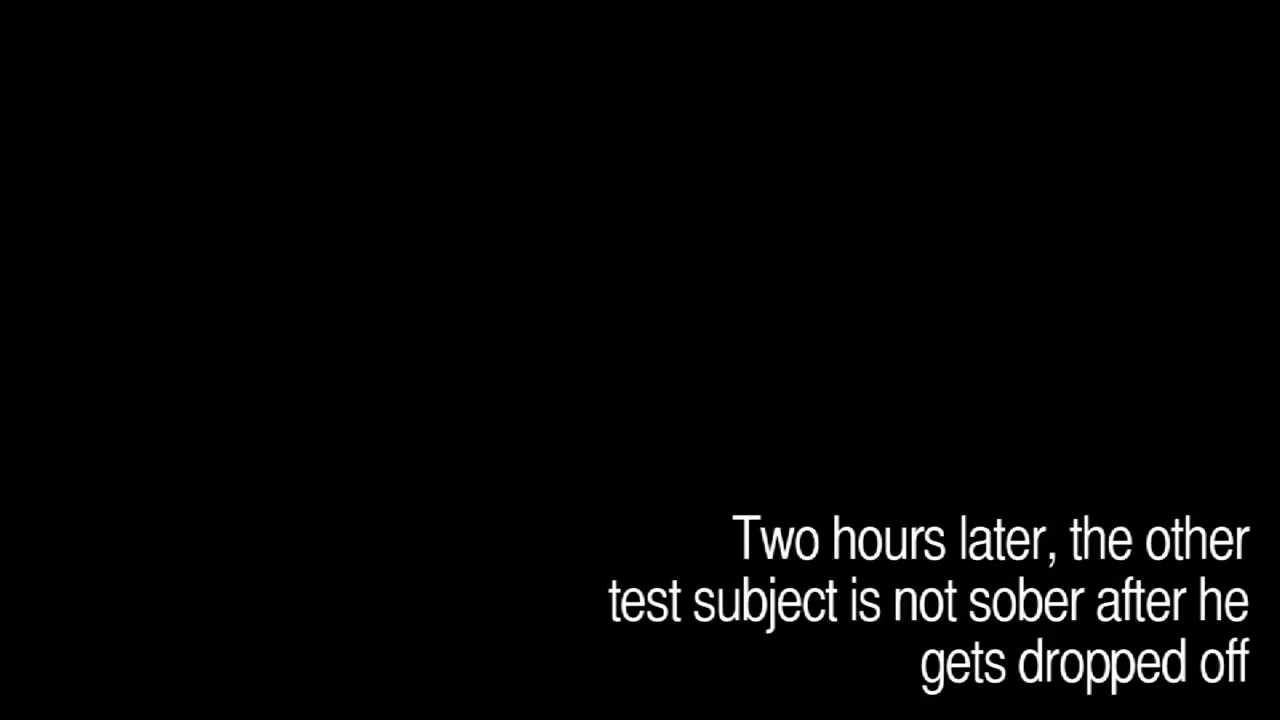 Two hours later, the other
test subject is not sober after he
gets dropped off